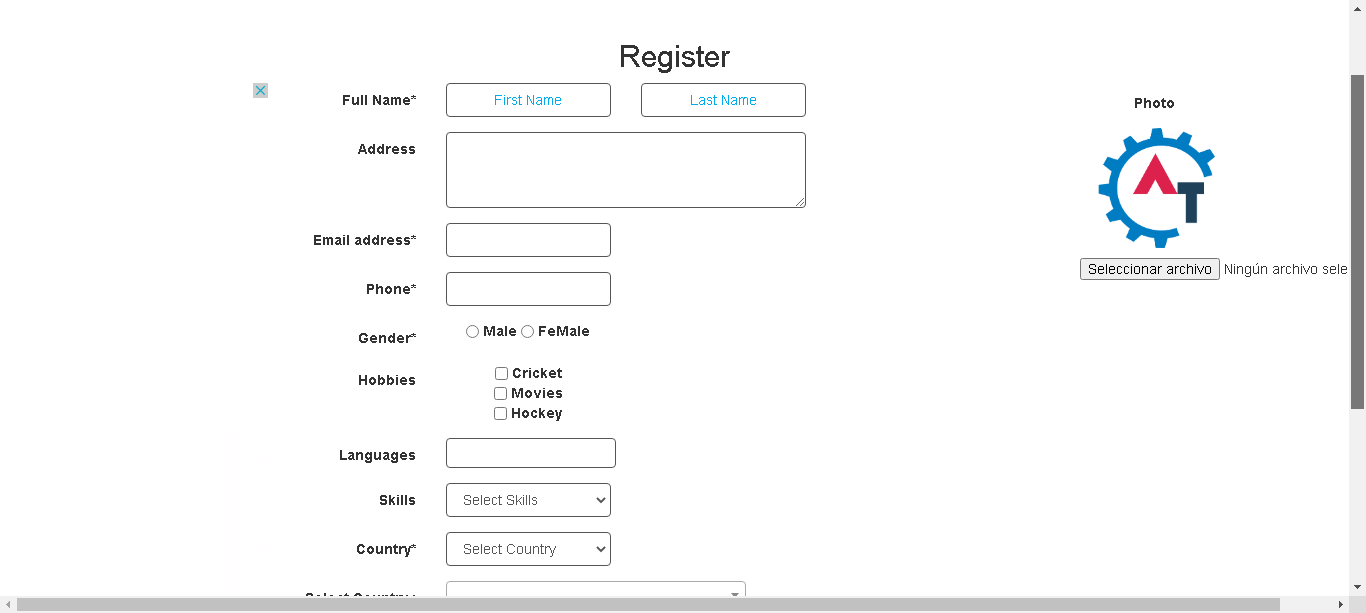 Register
Full Name*
First Name
Last Name
Photo
Address
Email address*
Phone*
Seleccionar archivo Ningún archivo sele
Gender*
Male FeMale
Hobbies
Cricket
Movies
Hockey
Languages
Skills
Select Skills
Country*
Select Country